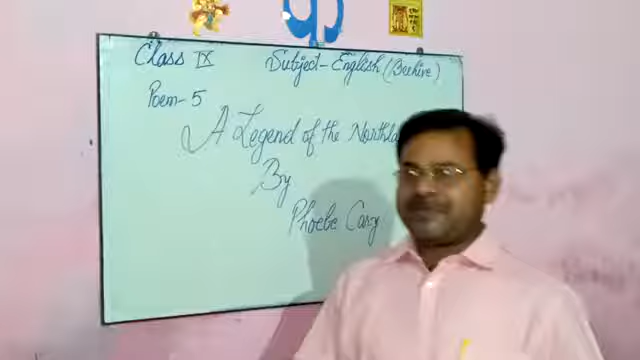 क
Class IX Subject-English (Beehive)
Poem-5
A Legend of the
By
Phoebe Cary